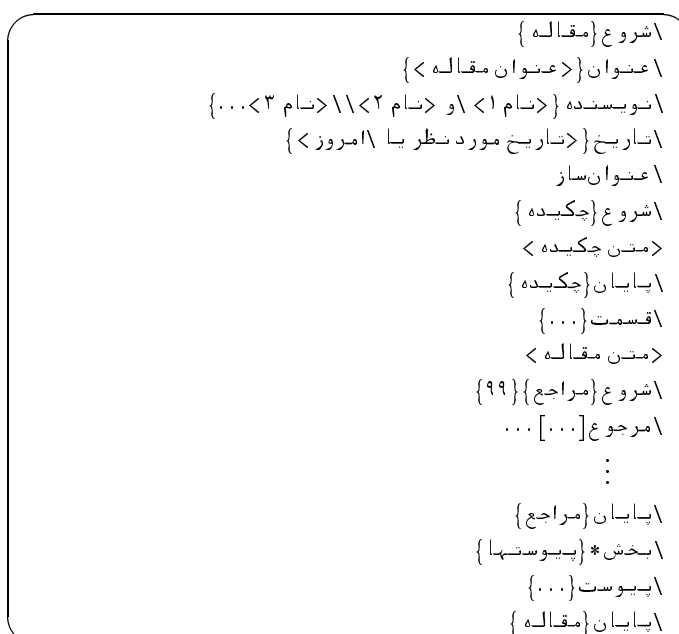 \شروع{مقاله}
\عنوان{<عنوان مقاله>}
\نویسنده{<نام ۱> \و <نام ۲>\\<نام ۳>...}
\تاریخ{<تاریخ مورد نظر یا \امروز>}
\عنوان‌ساز
\شروع{چکیده}
<متن چکیده>
\پایان{چکیده}
\قسمت{...}
<متن مقاله>
\شروع{مراجع}{۹۹}
\مرجوع[...] ...
⋮
\پایان{مراجع}
\بخش*{پیوستها}
\پیوست{...}
\پایان{مقاله}